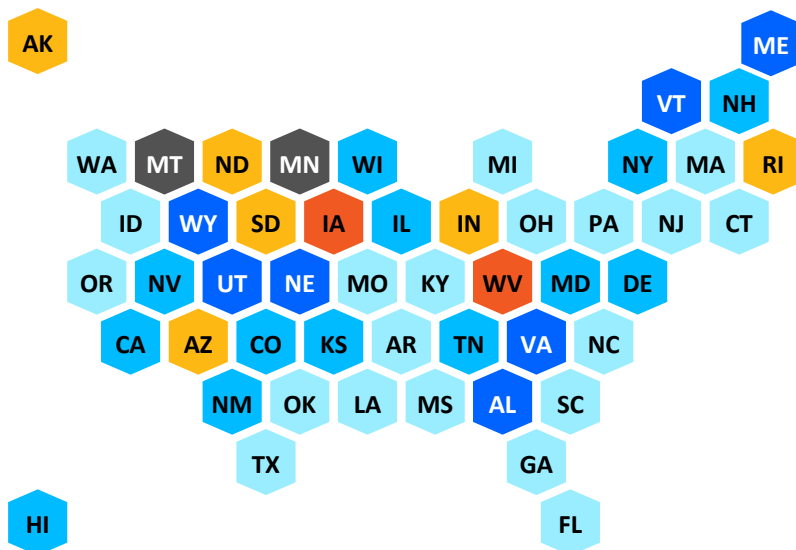 AK ME
VT NH
WA MT ND MN WI MI NY MA RI
ID WY SD IA IL IN OH PA NJ CT
OR NV UT NE MO KY WV MD DE
CA AZ CO KS AR TN VA NC
NM OK LA MS AL SC
TX GA
HI FL